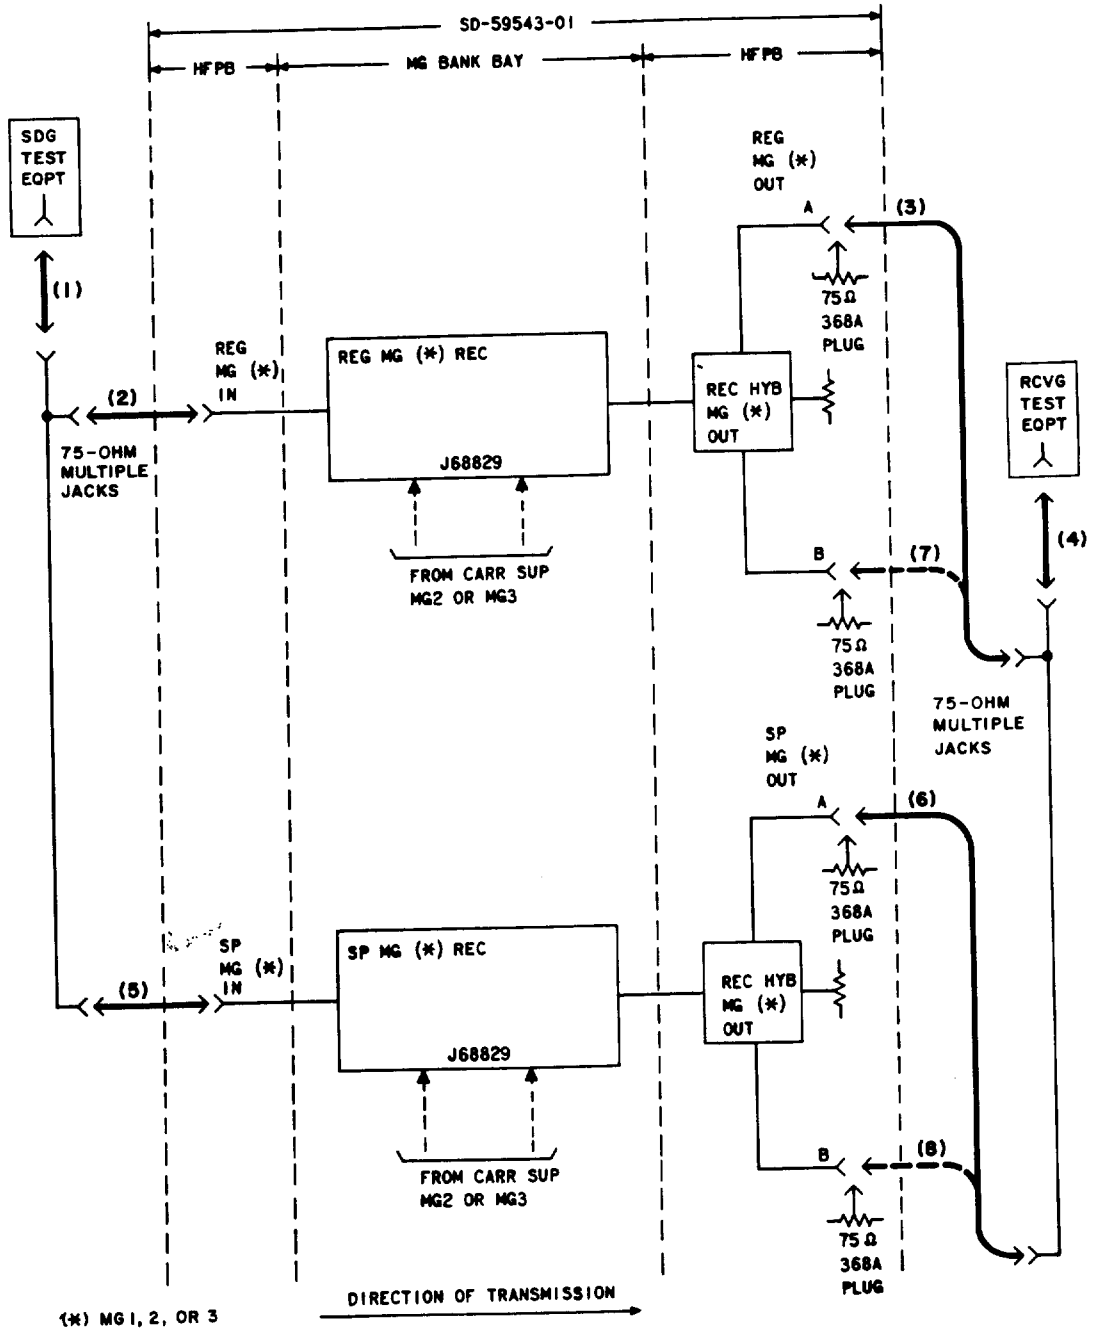 SD-59543-01
HFPB
MG BANK BAY
HFPB
SDG
TEST
EQPT
(1)
REG
MG (*)
OUT
A
(3)
75Ω
368A
PLUG
REG
MG (*)
IN
(2)
75-OHM
MULTIPLE
JACKS
REG MG (*) REC
J68829
FROM CARR SUP
MG2 OR MG3
REC HYB
MG (*)
OUT
RCVG
TEST
EQPT
(4)
B
(7)
75Ω
368A
PLUG
75-OHM
MULTIPLE
JACKS
SP
MG (*)
OUT
A
(6)
75Ω
368A
PLUG
SP
MG (*)
IN
(5)
SP MG (*) REC
J68829
FROM CARR SUP
MG2 OR MG3
REC HYB
MG (*)
OUT
B
(8)
75Ω
368A
PLUG
DIRECTION OF TRANSMISSION
(*) MG1, 2, OR 3